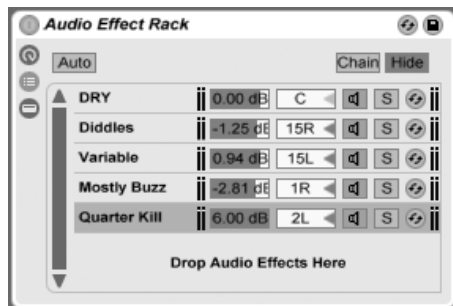 Audio Effect Rack
Auto Chain Hide
DRY 0.00 dB C S
Diddles -1.25 dB 15R S
Variable 0.94 dB 15L S
Mostly Buzz -2.81 dB 1R S
Quarter Kill 6.00 dB 2L S
Drop Audio Effects Here